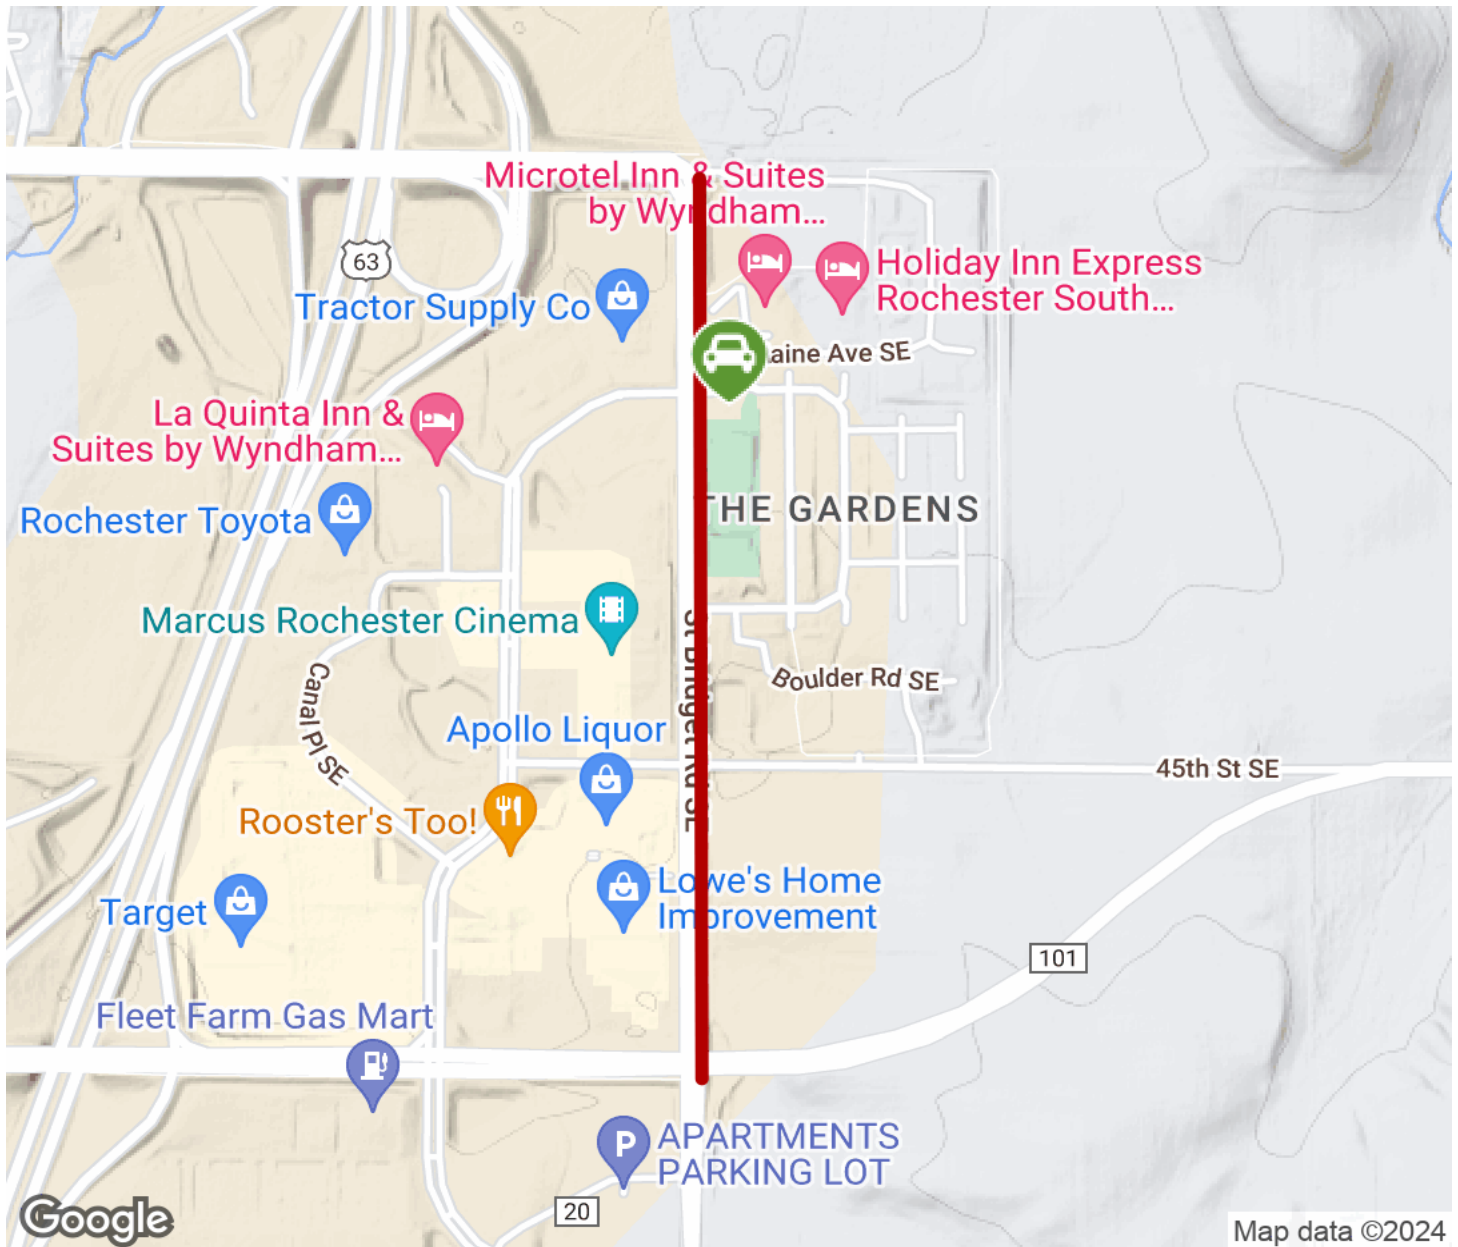 Microtel Inn & Suites
by Wyndham...
63
Holiday Inn Express
Rochester South...
Tractor Supply Co
aine Ave SE
La Quinta Inn &
Suites by Wyndham...
THE GARDENS
Rochester Toyota
Marcus Rochester Cinema
St Bridget Rd SE
Canal Pl SE
Boulder Rd SE
Apollo Liquor
45th St SE
Rooster's Too!
Lowe's Home
Improvement
Target
101
Fleet Farm Gas Mart
P
APARTMENTS
PARKING LOT
20
Google
Map data ©2024